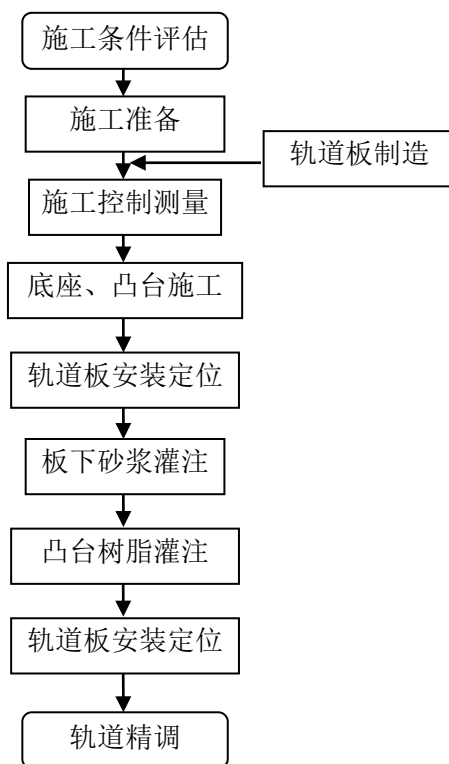 施工条件评估
施工准备
轨道板制造
施工控制测量
底座、凸台施工
轨道板安装定位
板下砂浆灌注
凸台树脂灌注
轨道板安装定位
轨道精调